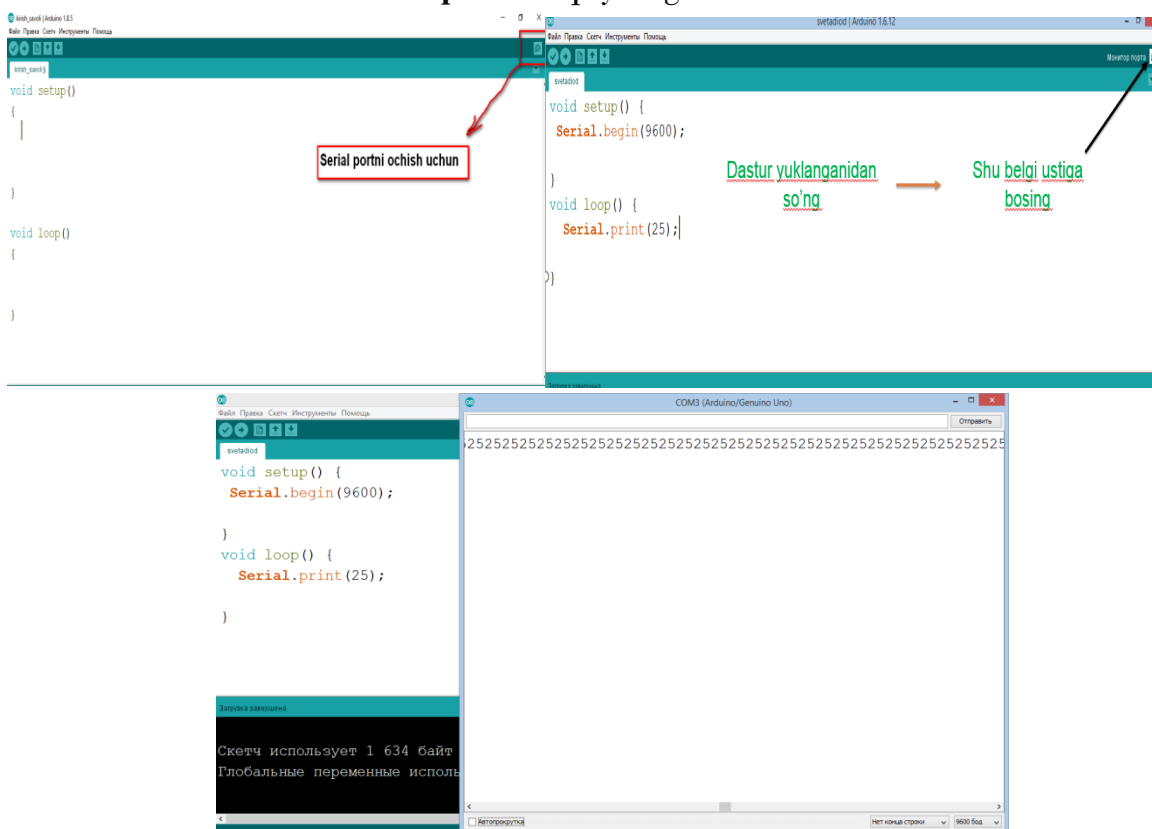 kirish_savoli | Arduino 1.8.5
Файл Правка Скетч Инструменты Помощь
kirish_savoli §
void setup()
{
}
void loop()
{
}
Serial portni ochish uchun
svetadiod | Arduino 1.6.12
Файл Правка Скетч Инструменты Помощь
Монитор порта
svetadiod
void setup() {
Serial.begin(9600);
}
void loop() {
Serial.print(25);
}
Dastur yuklanganidan
so'ng
Shu belgi ustiga
bosing
Загрузка завершена
Файл Правка Скетч Инструменты Помощь
svetadiod
void setup() {
Serial.begin(9600);
}
void loop() {
Serial.print(25);
}
Загрузка завершена
Скетч использует 1 634 байт
Глобальные переменные исполь
COM3 (Arduino/Genuino Uno)
Отправить
25252525252525252525252525252525252525252525252525252525252525252525252525
Автопрокрутка
Нет конца строки
9600 бод